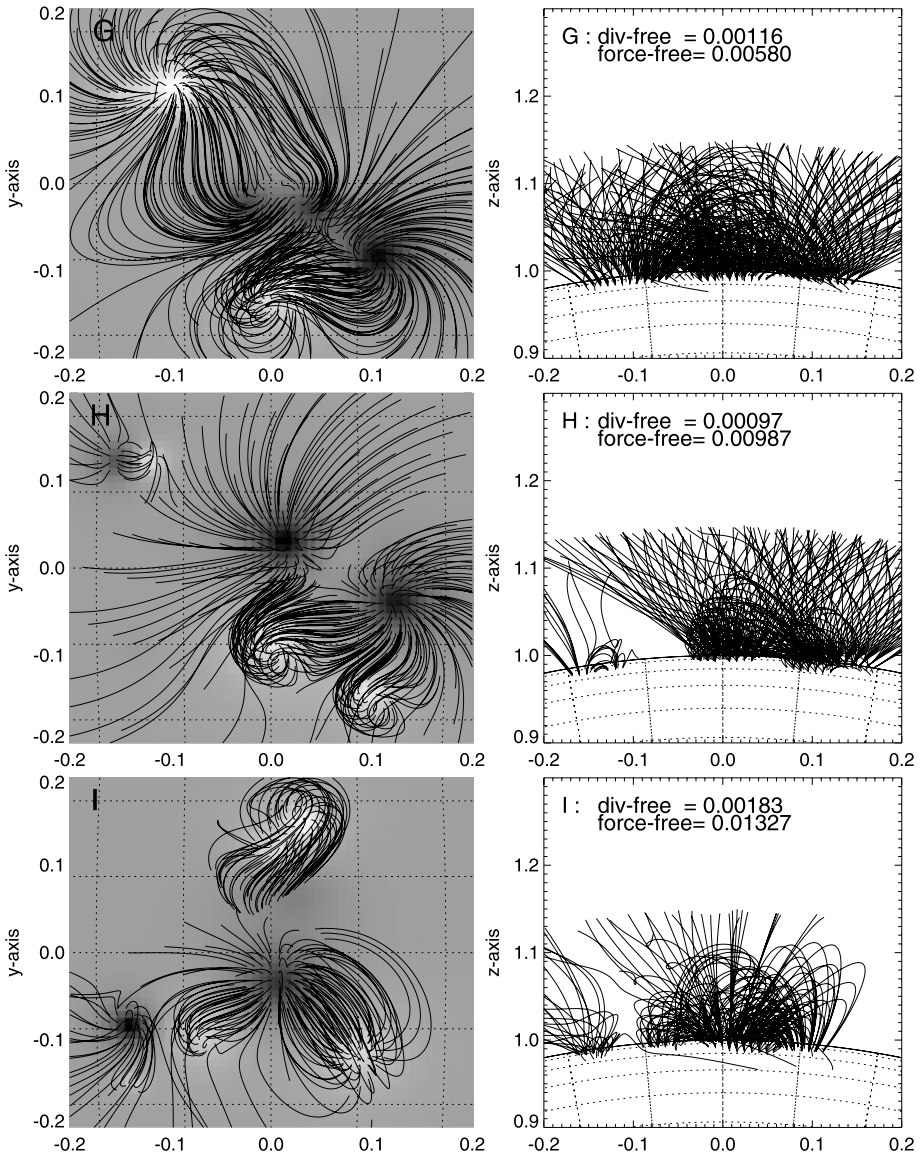 G
0.2
0.1
0.0
-0.1
-0.2
y-axis
-0.2 -0.1 0.0 0.1 0.2
G : div-free = 0.00116
force-free= 0.00580
1.2
1.1
1.0
0.9
z-axis
-0.2 -0.1 0.0 0.1 0.2
H
0.2
0.1
0.0
-0.1
-0.2
y-axis
-0.2 -0.1 0.0 0.1 0.2
H : div-free = 0.00097
force-free= 0.00987
1.2
1.1
1.0
0.9
z-axis
-0.2 -0.1 0.0 0.1 0.2
I
0.2
0.1
0.0
-0.1
-0.2
y-axis
-0.2 -0.1 0.0 0.1 0.2
I : div-free = 0.00183
force-free= 0.01327
1.2
1.1
1.0
0.9
z-axis
-0.2 -0.1 0.0 0.1 0.2